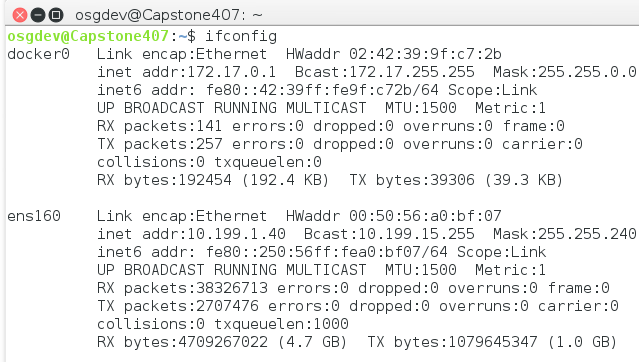 osgdev@Capstone407: ~
osgdev@Capstone407:~$ ifconfig
docker0   Link encap:Ethernet  HWaddr 02:42:39:9f:c7:2b
          inet addr:172.17.0.1  Bcast:172.17.255.255  Mask:255.255.0.0
          inet6 addr: fe80::42:39ff:fe9f:c72b/64 Scope:Link
          UP BROADCAST RUNNING MULTICAST  MTU:1500  Metric:1
          RX packets:141 errors:0 dropped:0 overruns:0 frame:0
          TX packets:257 errors:0 dropped:0 overruns:0 carrier:0
          collisions:0 txqueuelen:0
          RX bytes:192454 (192.4 KB)  TX bytes:39306 (39.3 KB)
ens160    Link encap:Ethernet  HWaddr 00:50:56:a0:bf:07
          inet addr:10.199.1.40  Bcast:10.199.15.255  Mask:255.255.240
          inet6 addr: fe80::250:56ff:fea0:bf07/64 Scope:Link
          UP BROADCAST RUNNING MULTICAST  MTU:1500  Metric:1
          RX packets:38326713 errors:0 dropped:0 overruns:0 frame:0
          TX packets:2707476 errors:0 dropped:0 overruns:0 carrier:0
          collisions:0 txqueuelen:1000
          RX bytes:4709267022 (4.7 GB)  TX bytes:1079645347 (1.0 GB)